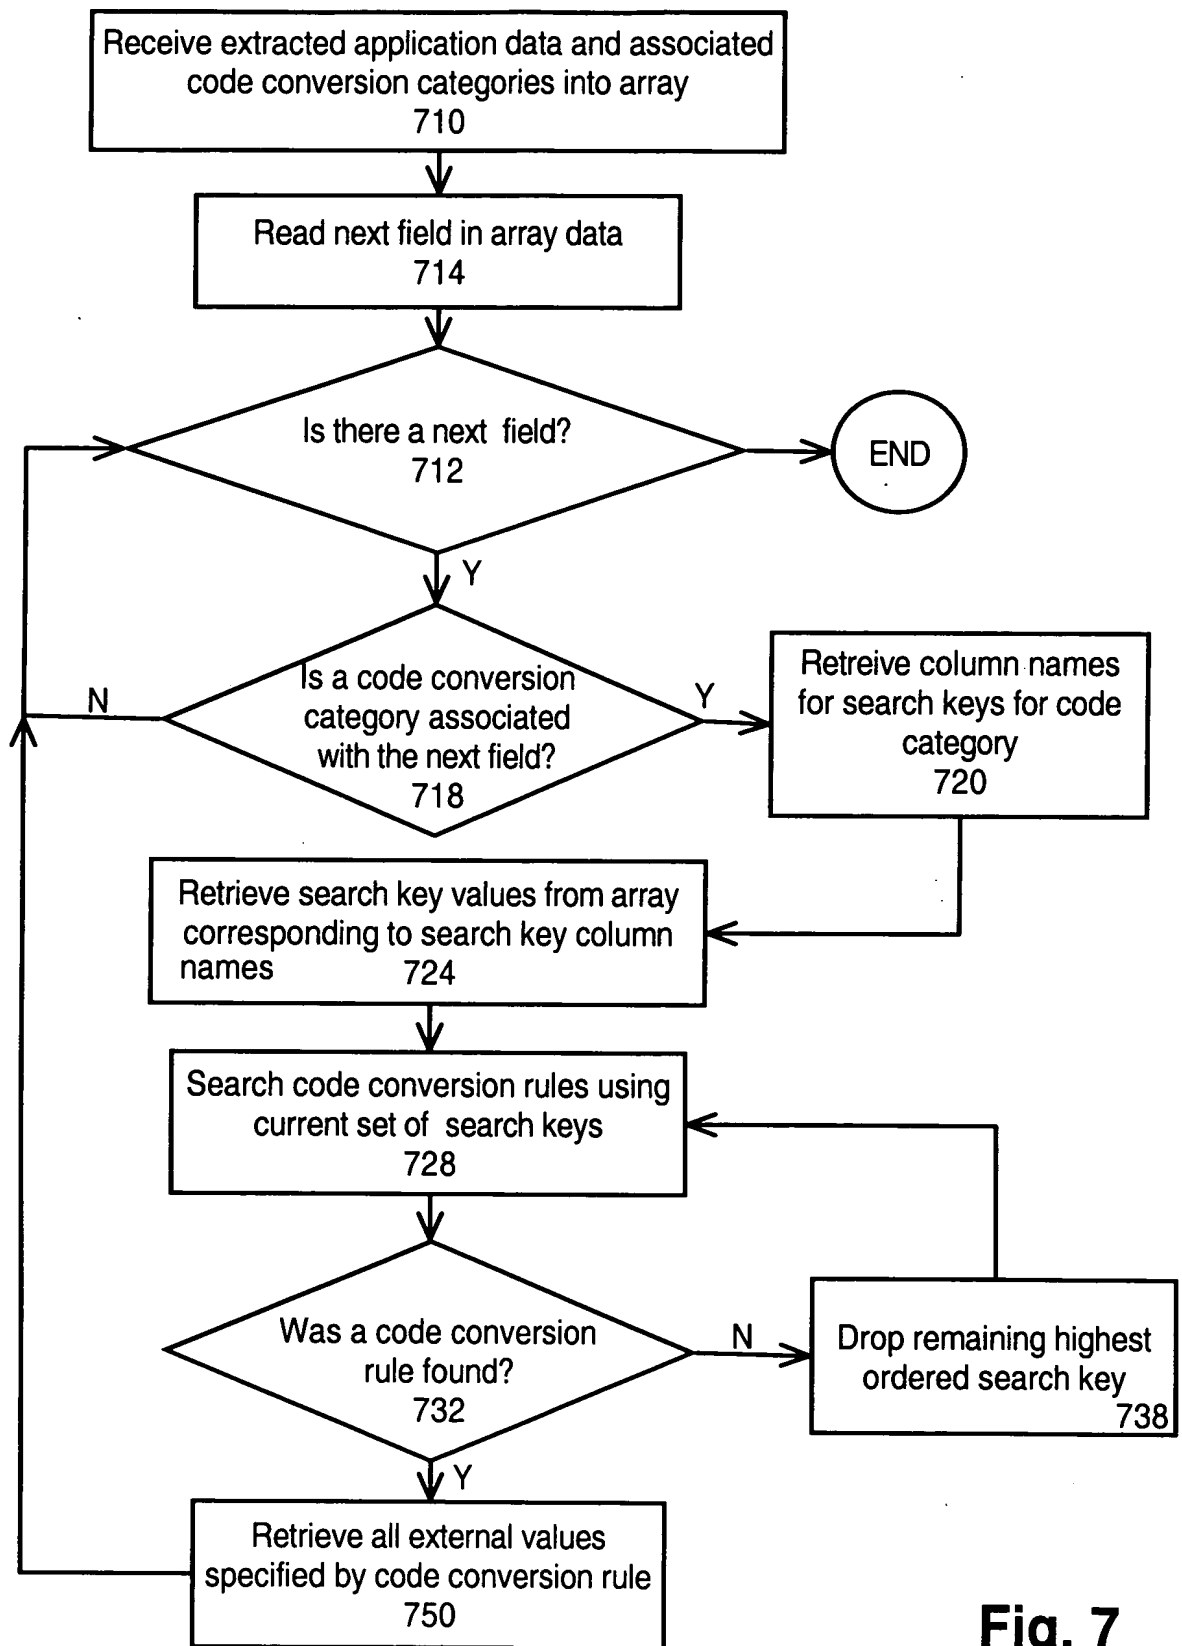 Receive extracted application data and associated
code conversion categories into array
710
Read next field in array data
714
Is there a next field?
712
END
Y
Is a code conversion
category associated
with the next field?
718
N
Y
Retreive column names
for search keys for code
category
720
Retrieve search key values from array
corresponding to search key column
names 724
Search code conversion rules using
current set of search keys
728
Was a code conversion
rule found?
732
N
Drop remaining highest
ordered search key
738
Y
Retrieve all external values
specified by code conversion rule
750
Fig. 7